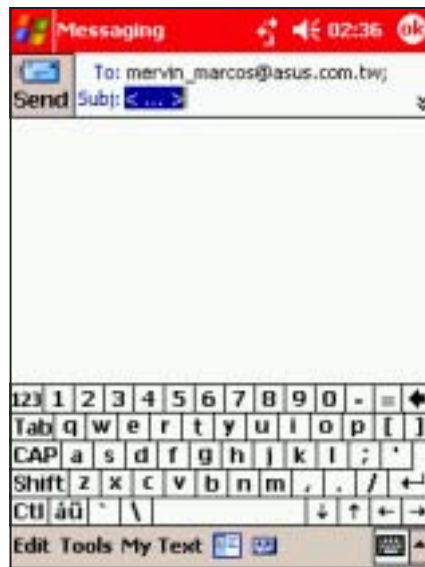 Messaging 02:36 ok
To: mervin_marcos@asus.com.tw;
Send Subj: < ... >
123 1 2 3 4 5 6 7 8 9 0 - =
Tab q w e r t y u i o p [ ]
CAP a s d f g h j k l ; '
Shift z x c v b n m , . /
Ctl áü ` \
Edit Tools My Text